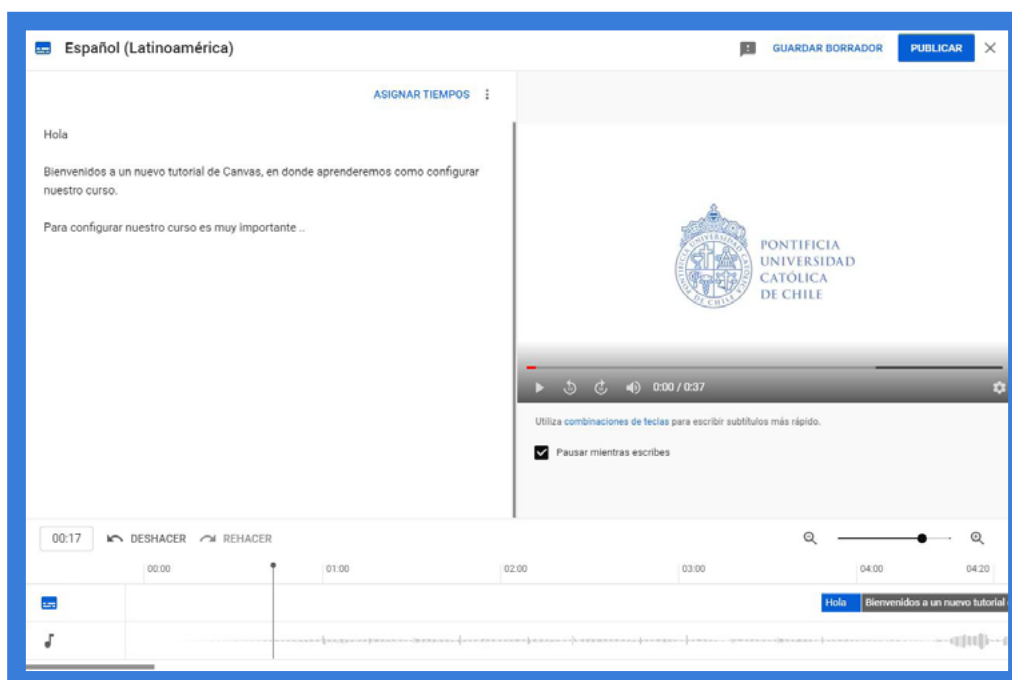 Español (Latinoamérica)
GUARDAR BORRADOR
PUBLICAR
ASIGNAR TIEMPOS
Hola
Bienvenidos a un nuevo tutorial de Canvas, en donde aprenderemos como configurar
nuestro curso.
Para configurar nuestro curso es muy importante ..
PONTIFICIA
UNIVERSIDAD
CATÓLICA
DE CHILE
0:00 / 0:37
Utiliza combinaciones de teclas para escribir subtítulos más rápido.
Pausar mientras escribes
00:17 DESHACER REHACER
00:00 01:00 02:00 03:00 04:00 04:20
Hola Bienvenidos a un nuevo tutorial